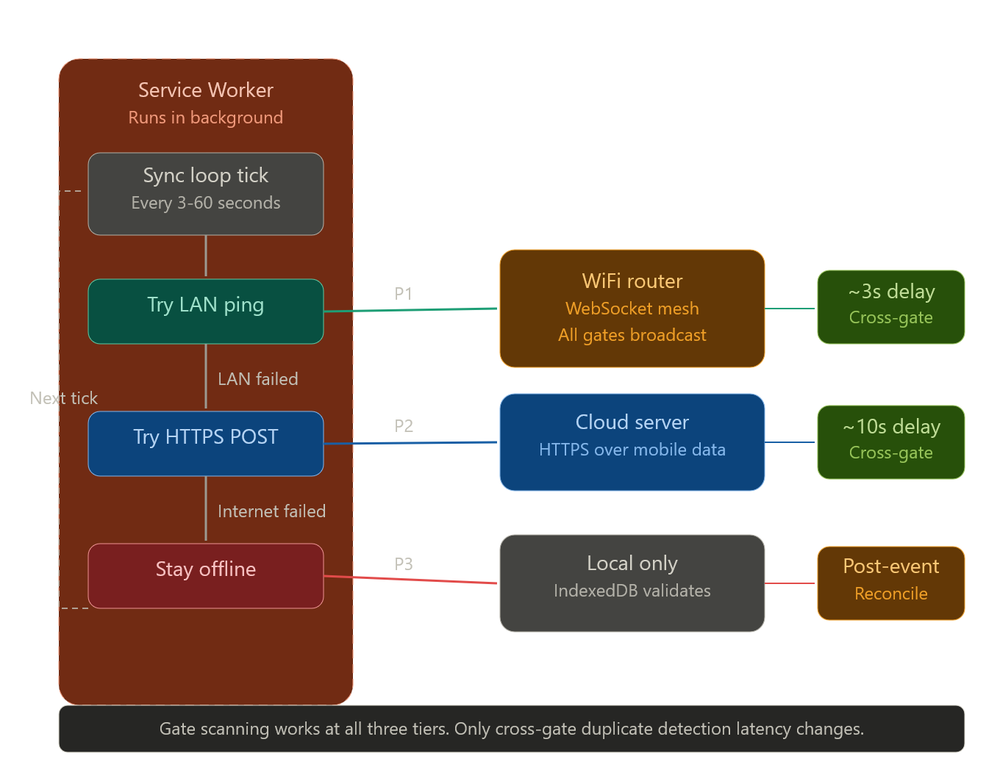 Service Worker
Runs in background
Sync loop tick
Every 3-60 seconds
Try LAN ping
P1
WiFi router
WebSocket mesh
All gates broadcast
~3s delay
Cross-gate
LAN failed
Next tick
Try HTTPS POST
P2
Cloud server
HTTPS over mobile data
~10s delay
Cross-gate
Internet failed
Stay offline
P3
Local only
IndexedDB validates
Post-event
Reconcile
Gate scanning works at all three tiers. Only cross-gate duplicate detection latency changes.